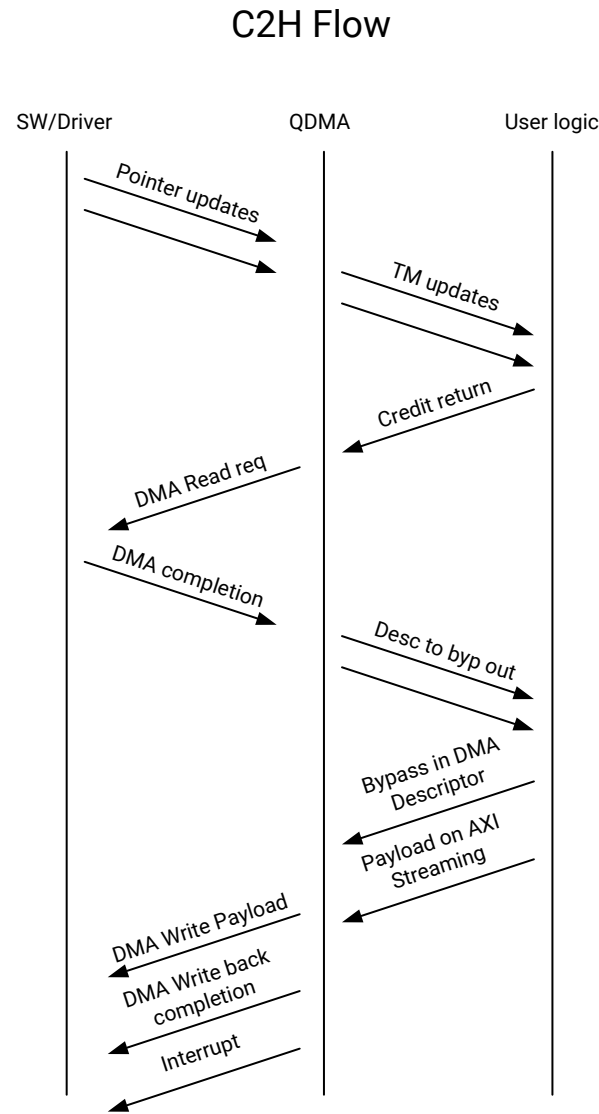 C2H Flow
SW/Driver
QDMA
User logic
Pointer updates
TM updates
Credit return
DMA Read req
DMA completion
Desc to byp out
Bypass in DMA
Descriptor
Payload on AXI
Streaming
DMA Write Payload
DMA Write back
completion
Interrupt